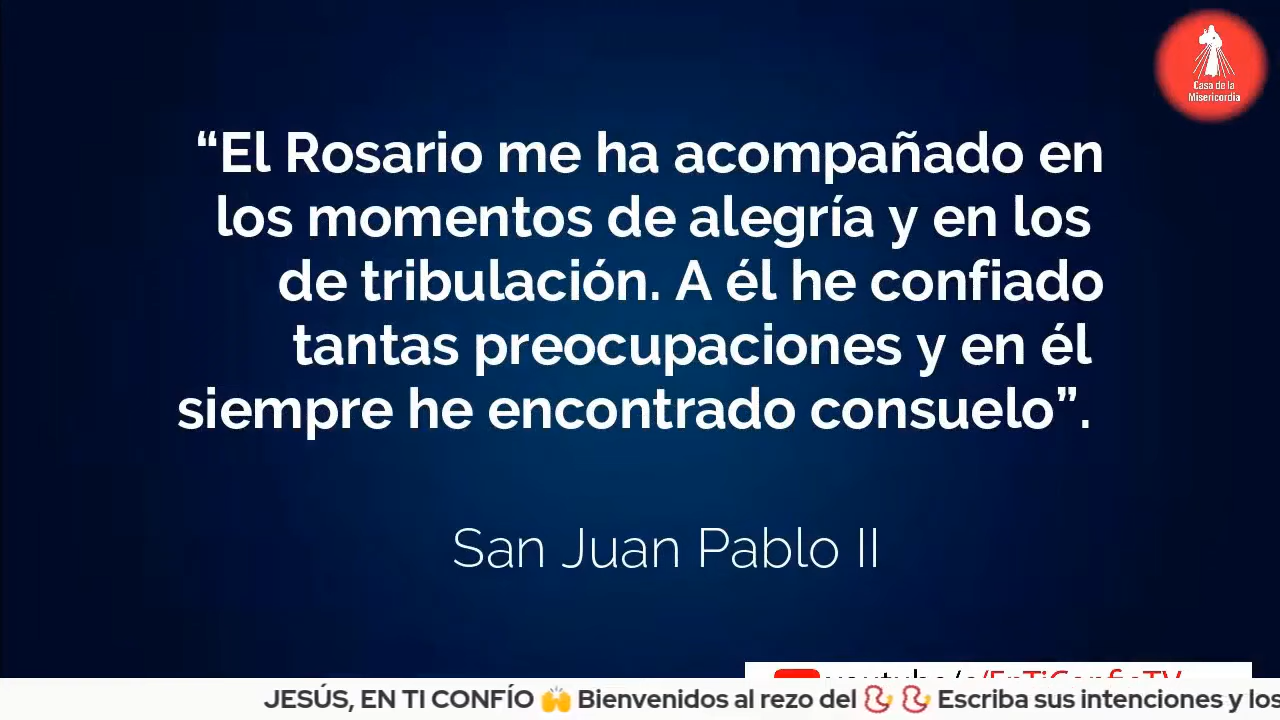 Casa de la
Misericordia
“El Rosario me ha acompañado en
los momentos de alegría y en los
de tribulación. A él he confiado
tantas preocupaciones y en él
siempre he encontrado consuelo”.
San Juan Pablo II
youtube/c/EnTiConfioTV
JESÚS, EN TI CONFÍO 🙌 Bienvenidos al rezo del 📿 📿 Escriba sus intenciones y los